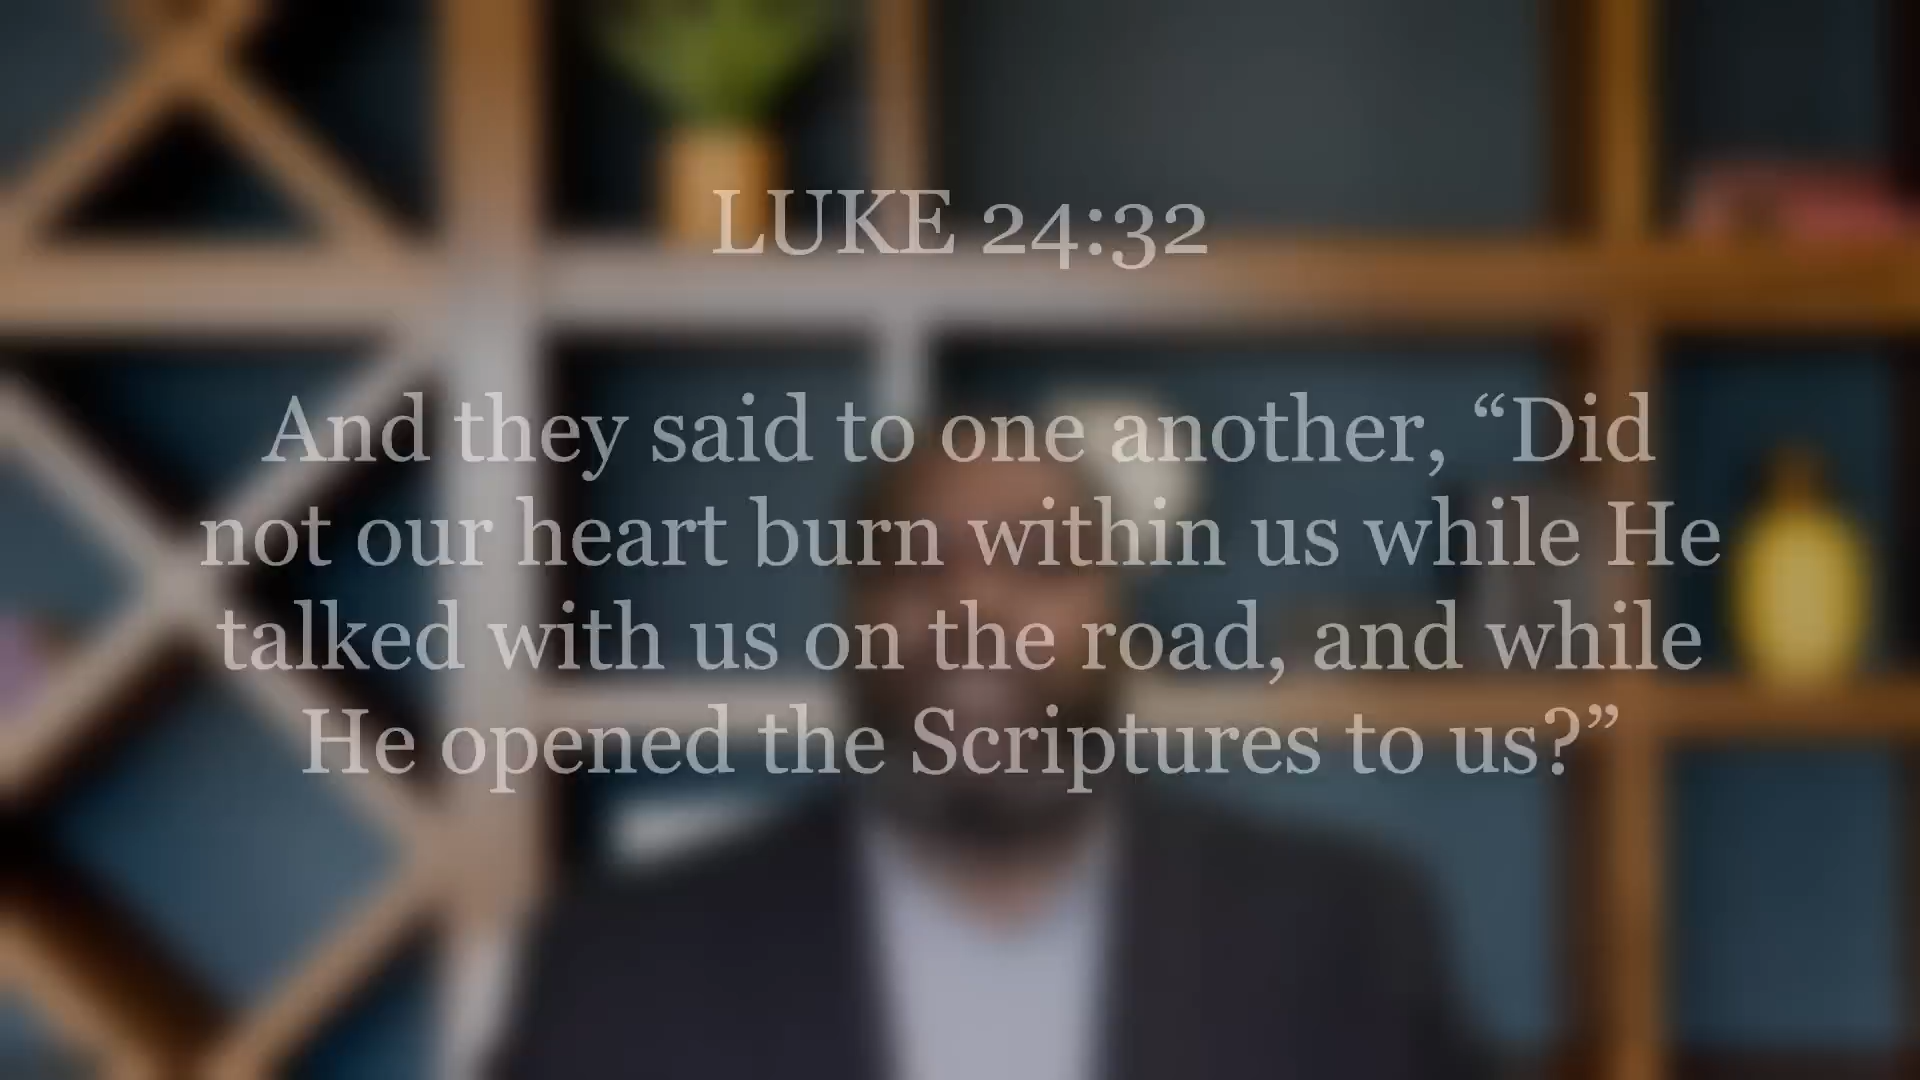 LUKE 24:32
And they said to one another, “Did
not our heart burn within us while He
talked with us on the road, and while
He opened the Scriptures to us?”